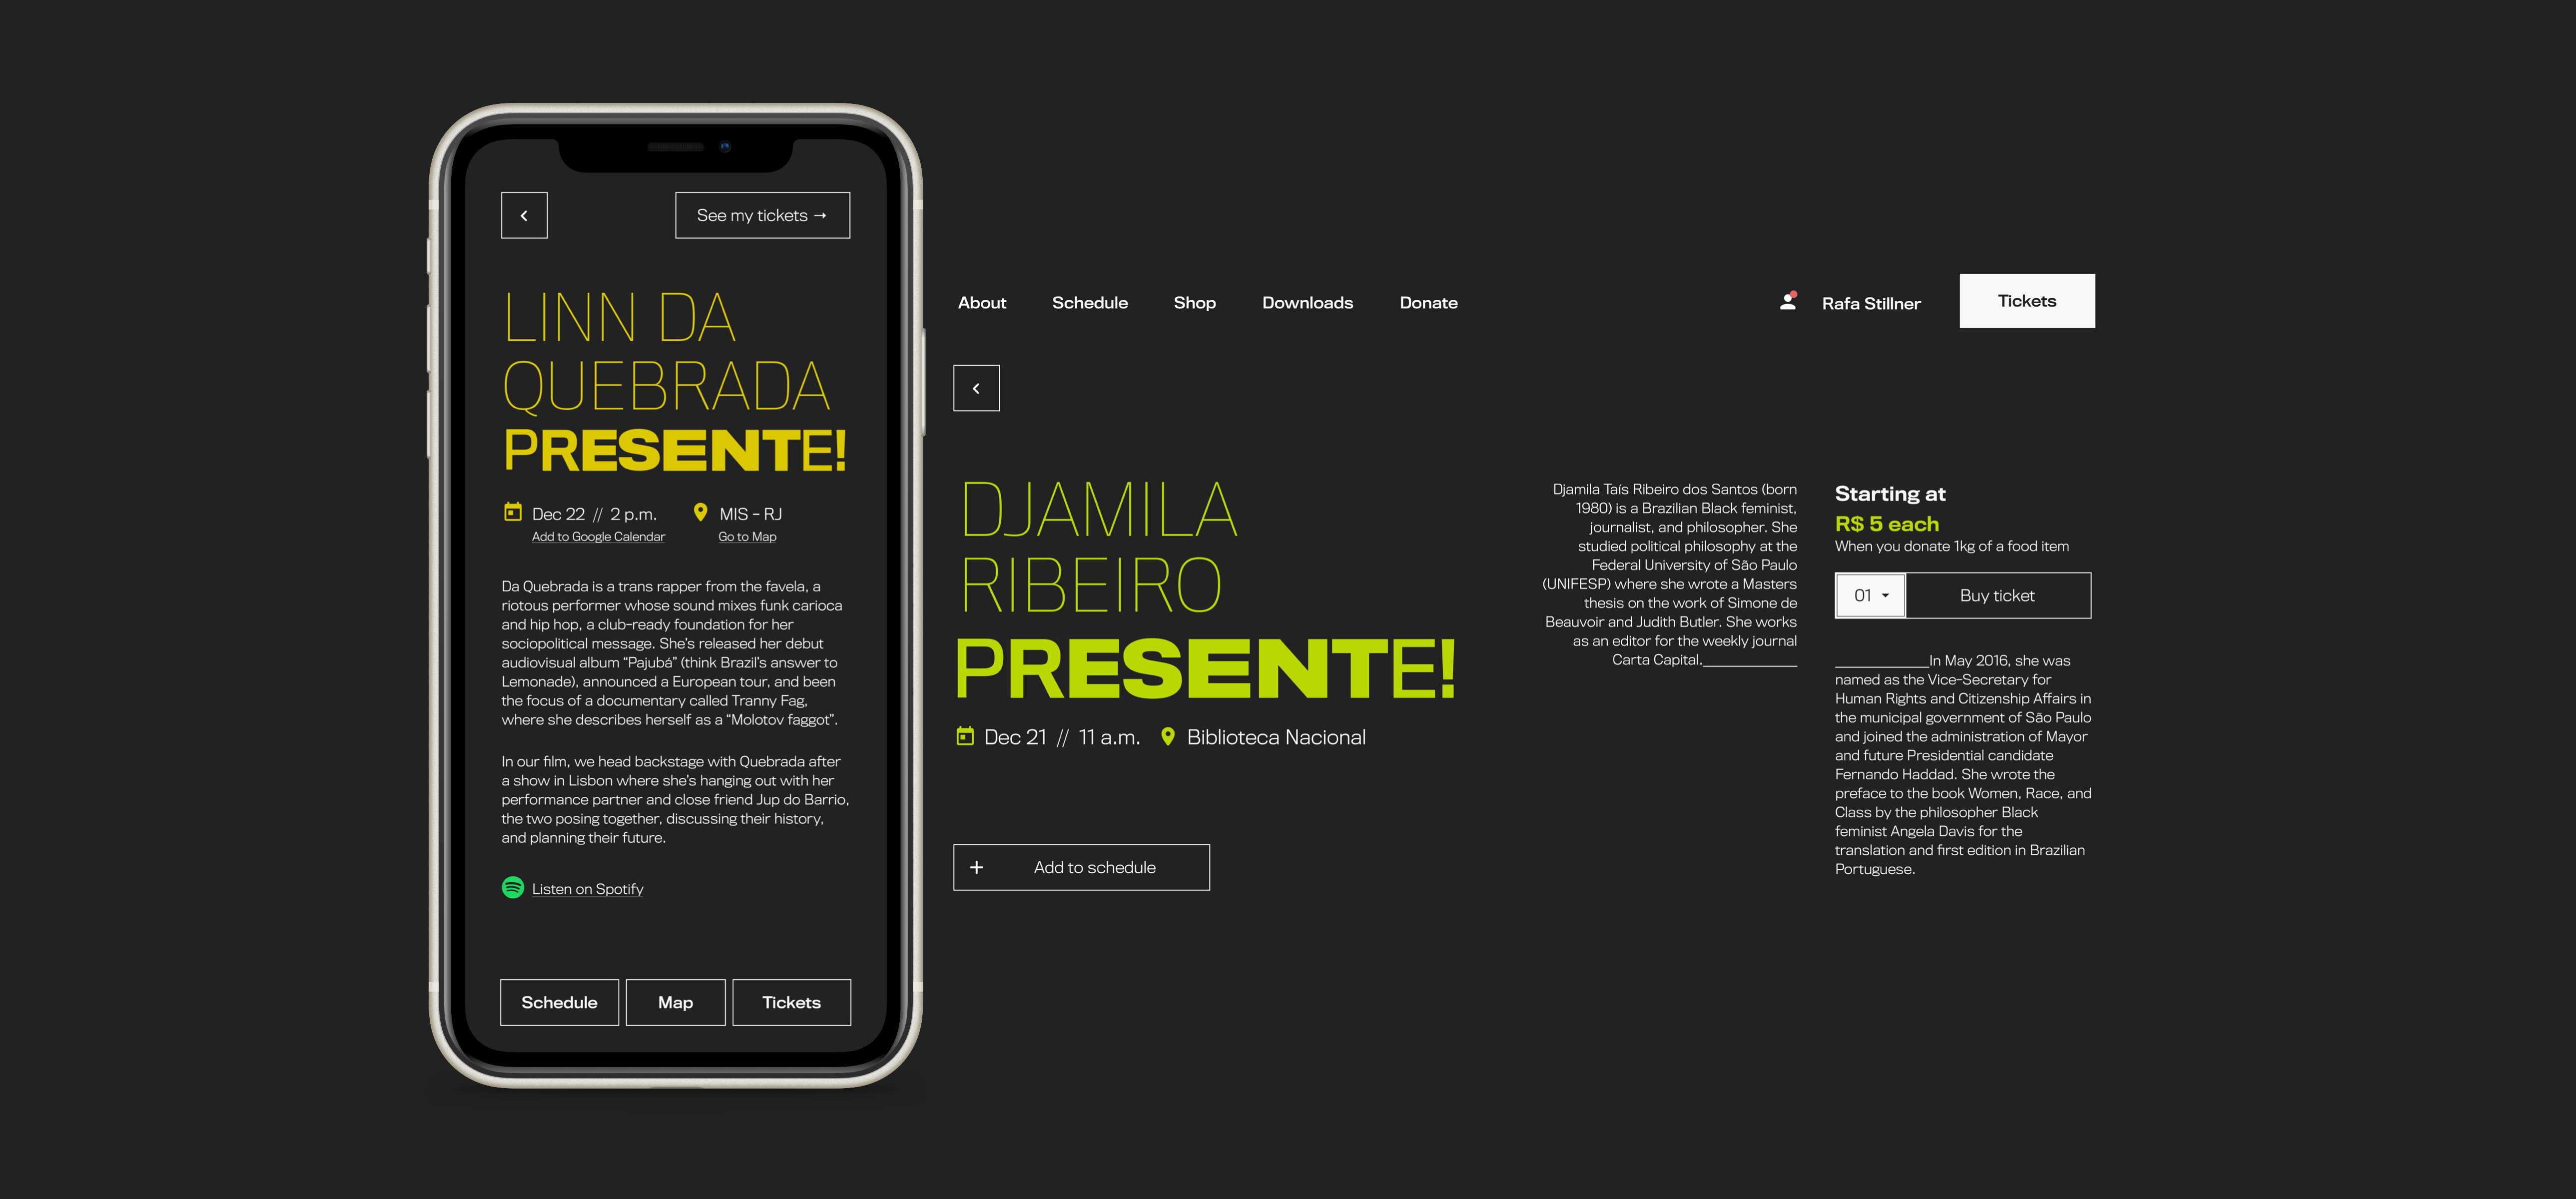 See my tickets →
LINN DA
QUEBRADA
PRESENTE!
Dec 22 // 2 p.m.
Add to Google Calendar
MIS - RJ
Go to Map
Da Quebrada is a trans rapper from the favela, a
riotous performer whose sound mixes funk carioca
and hip hop, a club-ready foundation for her
sociopolitical message. She's released her debut
audiovisual album “Pajubá” (think Brazil's answer to
Lemonade), announced a European tour, and been
the focus of a documentary called Tranny Fag,
where she describes herself as a “Molotov faggot”.
In our film, we head backstage with Quebrada after
a show in Lisbon where she's hanging out with her
performance partner and close friend Jup do Barrio,
the two posing together, discussing their history,
and planning their future.
Listen on Spotify
Schedule
Map
Tickets
About
Schedule
Shop
Downloads
Donate
Rafa Stillner
Tickets
DJAMILA
RIBEIRO
PRESENTE!
Dec 21 // 11 a.m.
Biblioteca Nacional
+ Add to schedule
Djamila Taís Ribeiro dos Santos (born
1980) is a Brazilian Black feminist,
journalist, and philosopher. She
studied political philosophy at the
Federal University of São Paulo
(UNIFESP) where she wrote a Masters
thesis on the work of Simone de
Beauvoir and Judith Butler. She works
as an editor for the weekly journal
Carta Capital.____________
Starting at
R$ 5 each
When you donate 1kg of a food item
01
Buy ticket
____________In May 2016, she was
named as the Vice-Secretary for
Human Rights and Citizenship Affairs in
the municipal government of São Paulo
and joined the administration of Mayor
and future Presidential candidate
Fernando Haddad. She wrote the
preface to the book Women, Race, and
Class by the philosopher Black
feminist Angela Davis for the
translation and first edition in Brazilian
Portuguese.